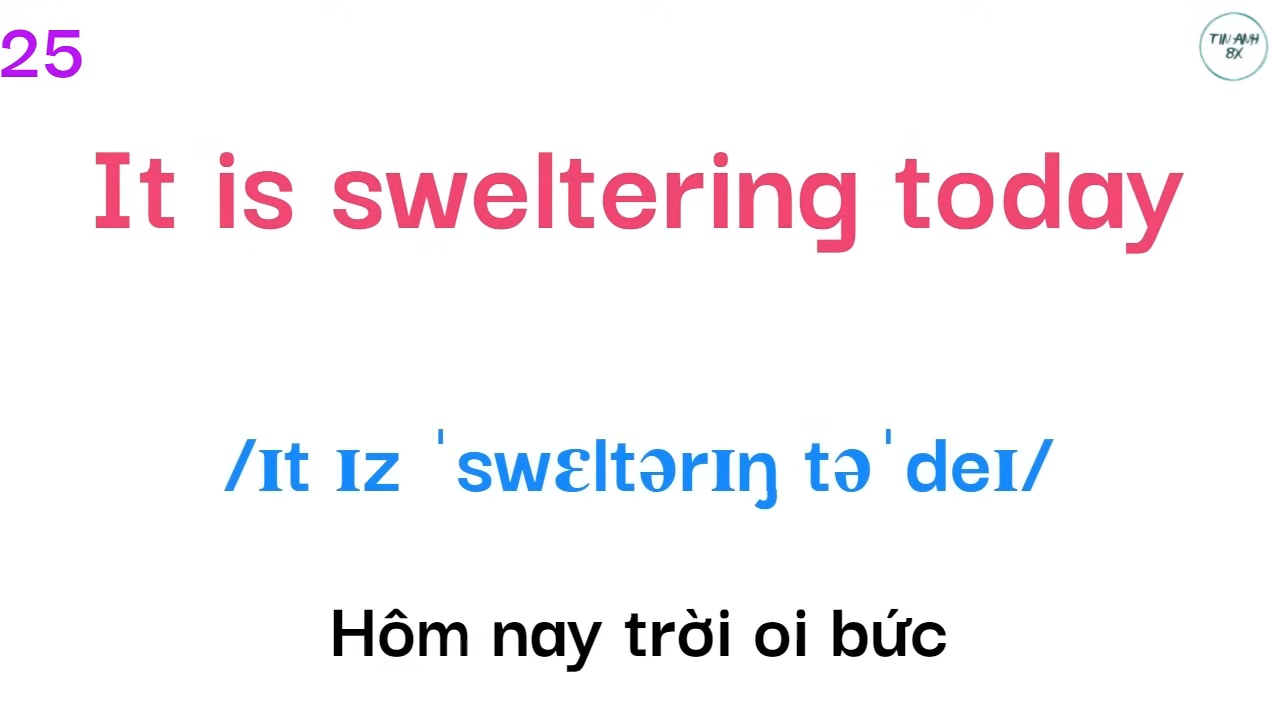 25
TIN ANH
8X
It is sweltering today
/ɪt ɪz ˈswɛltərɪŋ təˈdeɪ/
Hôm nay trời oi bức